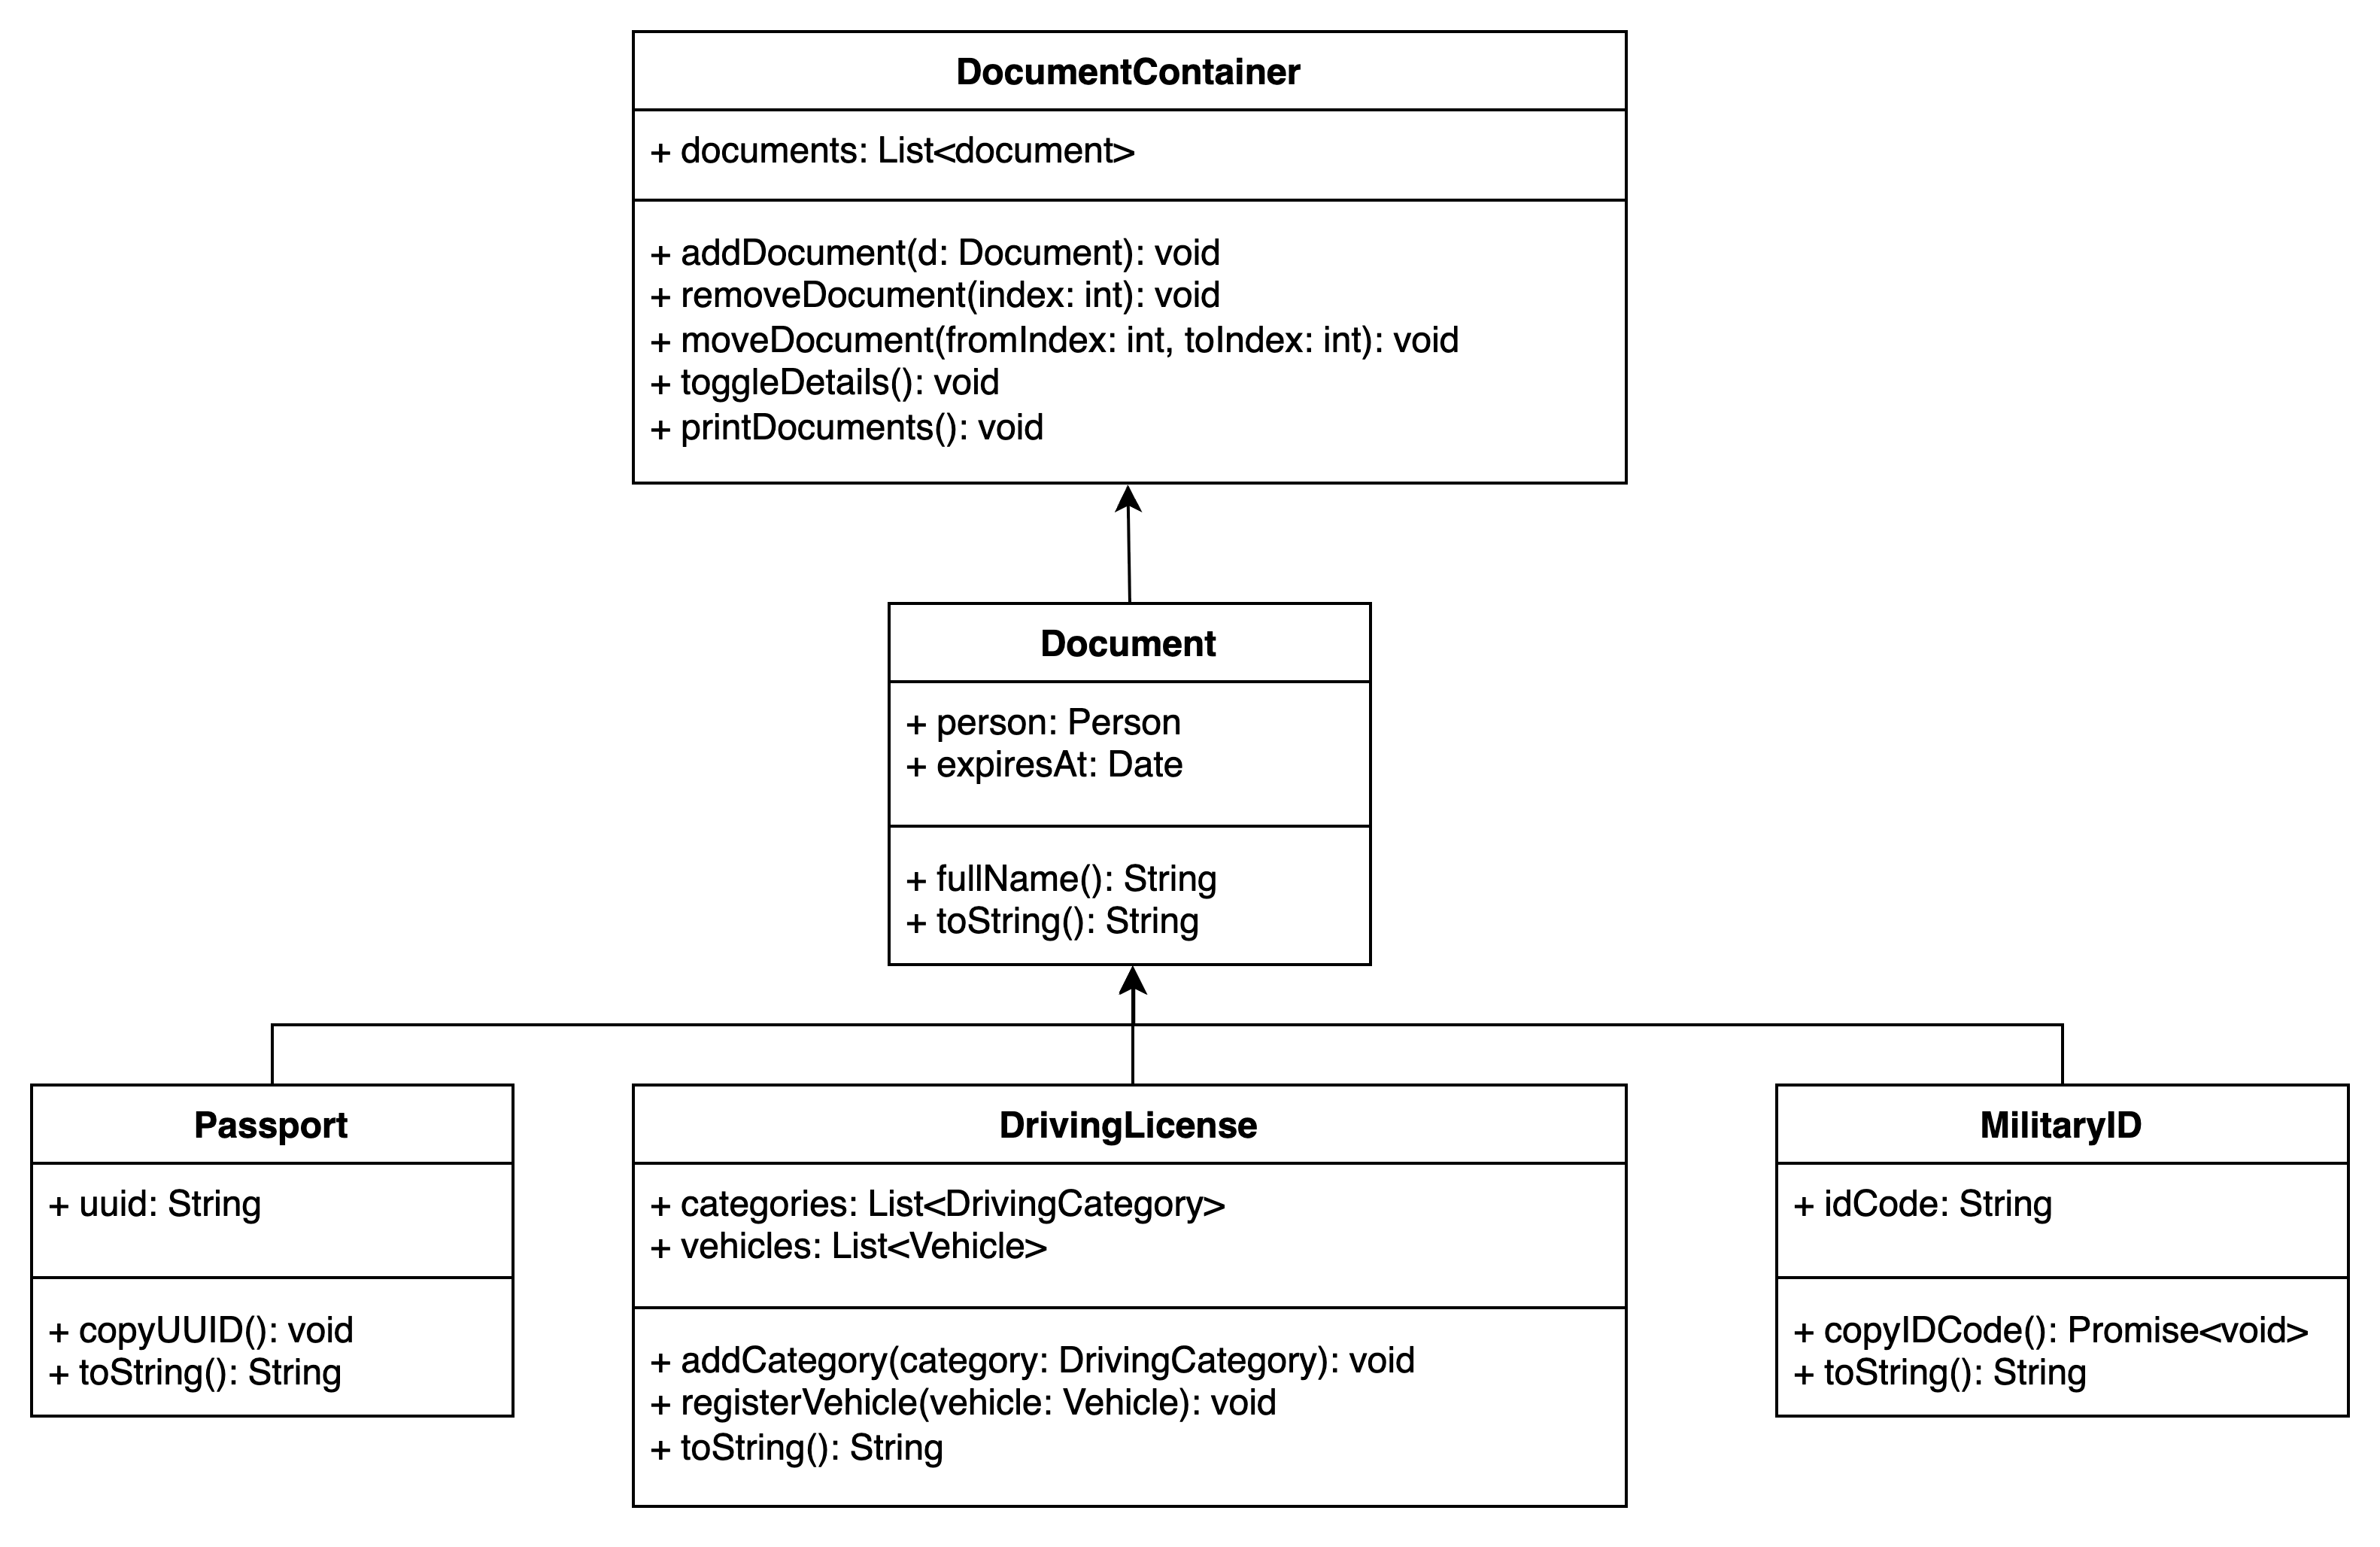 DocumentContainer
+ documents: List<document>
+ addDocument(d: Document): void
+ removeDocument(index: int): void
+ moveDocument(fromIndex: int, toIndex: int): void
+ toggleDetails(): void
+ printDocuments(): void
Document
+ person: Person
+ expiresAt: Date
+ fullName(): String
+ toString(): String
Passport
+ uuid: String
+ copyUUID(): void
+ toString(): String
DrivingLicense
+ categories: List<DrivingCategory>
+ vehicles: List<Vehicle>
+ addCategory(category: DrivingCategory): void
+ registerVehicle(vehicle: Vehicle): void
+ toString(): String
MilitaryID
+ idCode: String
+ copyIDCode(): Promise<void>
+ toString(): String